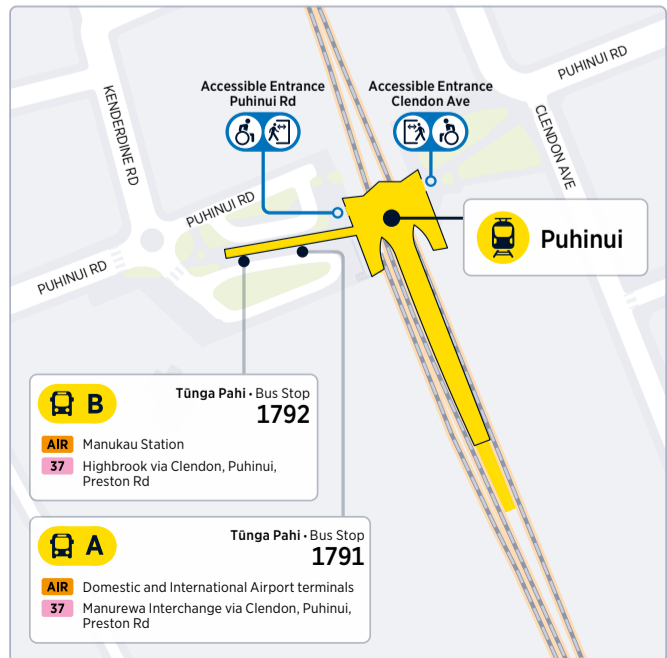 PUHINUI RD
KENDERDINE RD
CLENDON AVE
Accessible Entrance
Puhinui Rd
Accessible Entrance
Clendon Ave
PUHINUI RD
PUHINUI RD
Puhinui
B
Tūnga Pahi • Bus Stop
1792
AIR Manukau Station
37 Highbrook via Clendon, Puhinui,
Preston Rd
A
Tūnga Pahi • Bus Stop
1791
AIR Domestic and International Airport terminals
37 Manurewa Interchange via Clendon, Puhinui,
Preston Rd